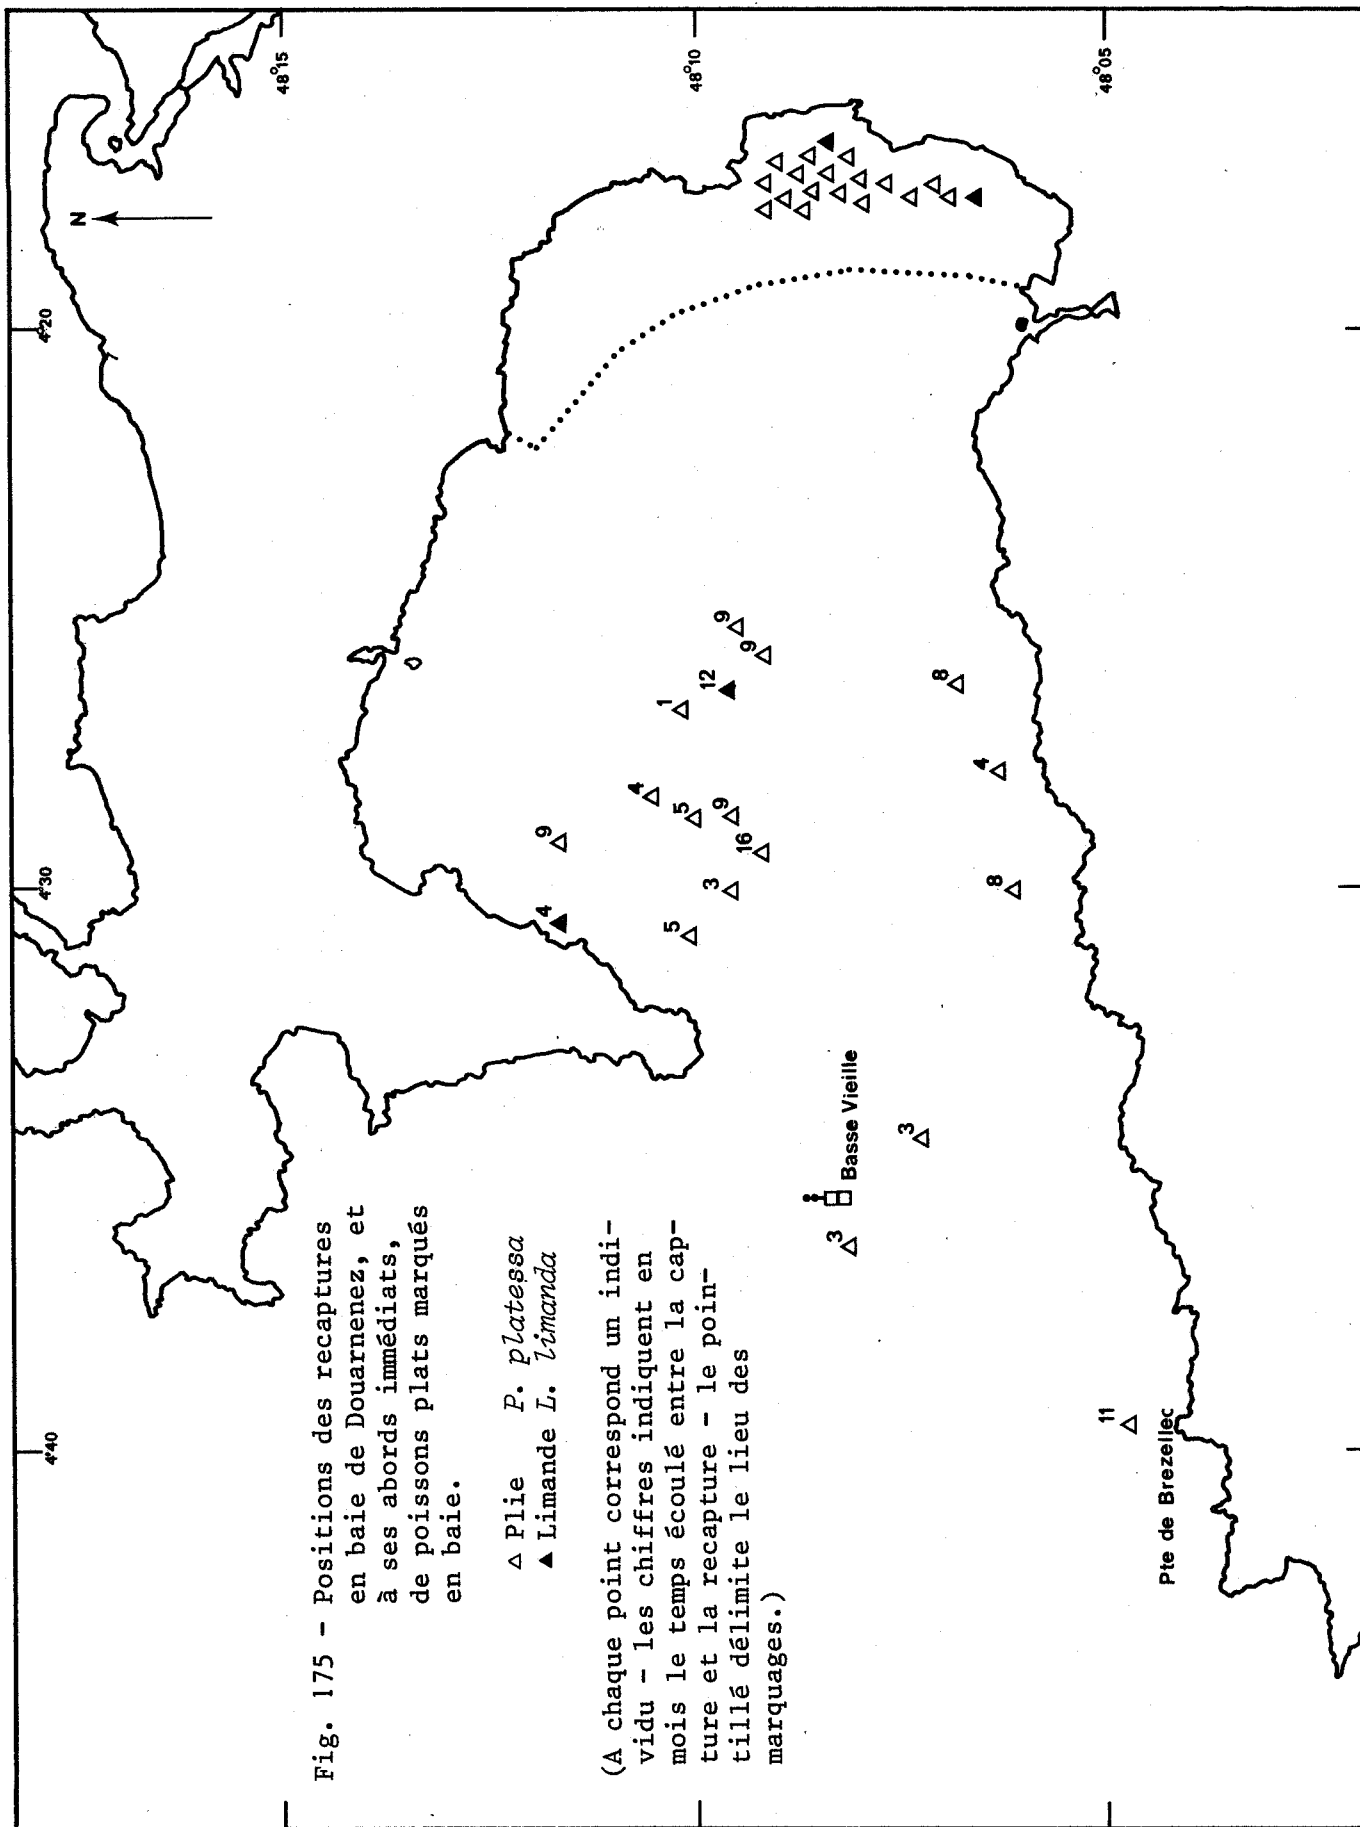 Fig. 175 - Positions des recaptures
en baie de Douarnenez, et
à ses abords immédiats,
de poissons plats marqués
en baie.
△ Plie P. platessa
▲ Limande L. limanda
(A chaque point correspond un indi-
vidu - les chiffres indiquent en
mois le temps écoulé entre la cap-
ture et la recapture - le poin-
tillé délimite le lieu des
marquages.)
4°40
4°30
4°20
N
48°15
48°10
48°05
4
9
5
3
16
5
9
4
1
12
9
9
8
4
8
3
3
Basse Vieille
11
Pte de Brezellec